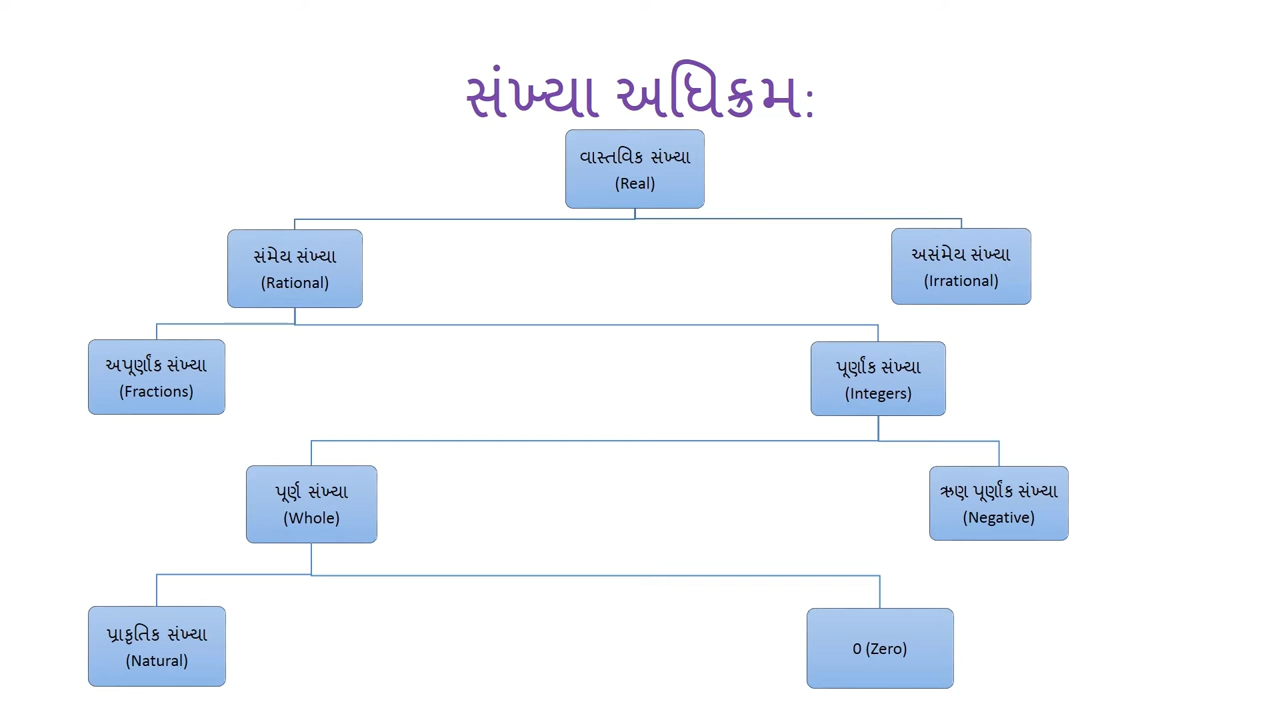 સંખ્યા અધિક્રમ:
વાસ્તવિક સંખ્યા
(Real)
સંમેય સંખ્યા
(Rational)
અસંમેય સંખ્યા
(Irrational)
અપૂર્ણાંક સંખ્યા
(Fractions)
પૂર્ણાંક સંખ્યા
(Integers)
પૂર્ણ સંખ્યા
(Whole)
ઋણ પૂર્ણાંક સંખ્યા
(Negative)
પ્રાકૃતિક સંખ્યા
(Natural)
0 (Zero)